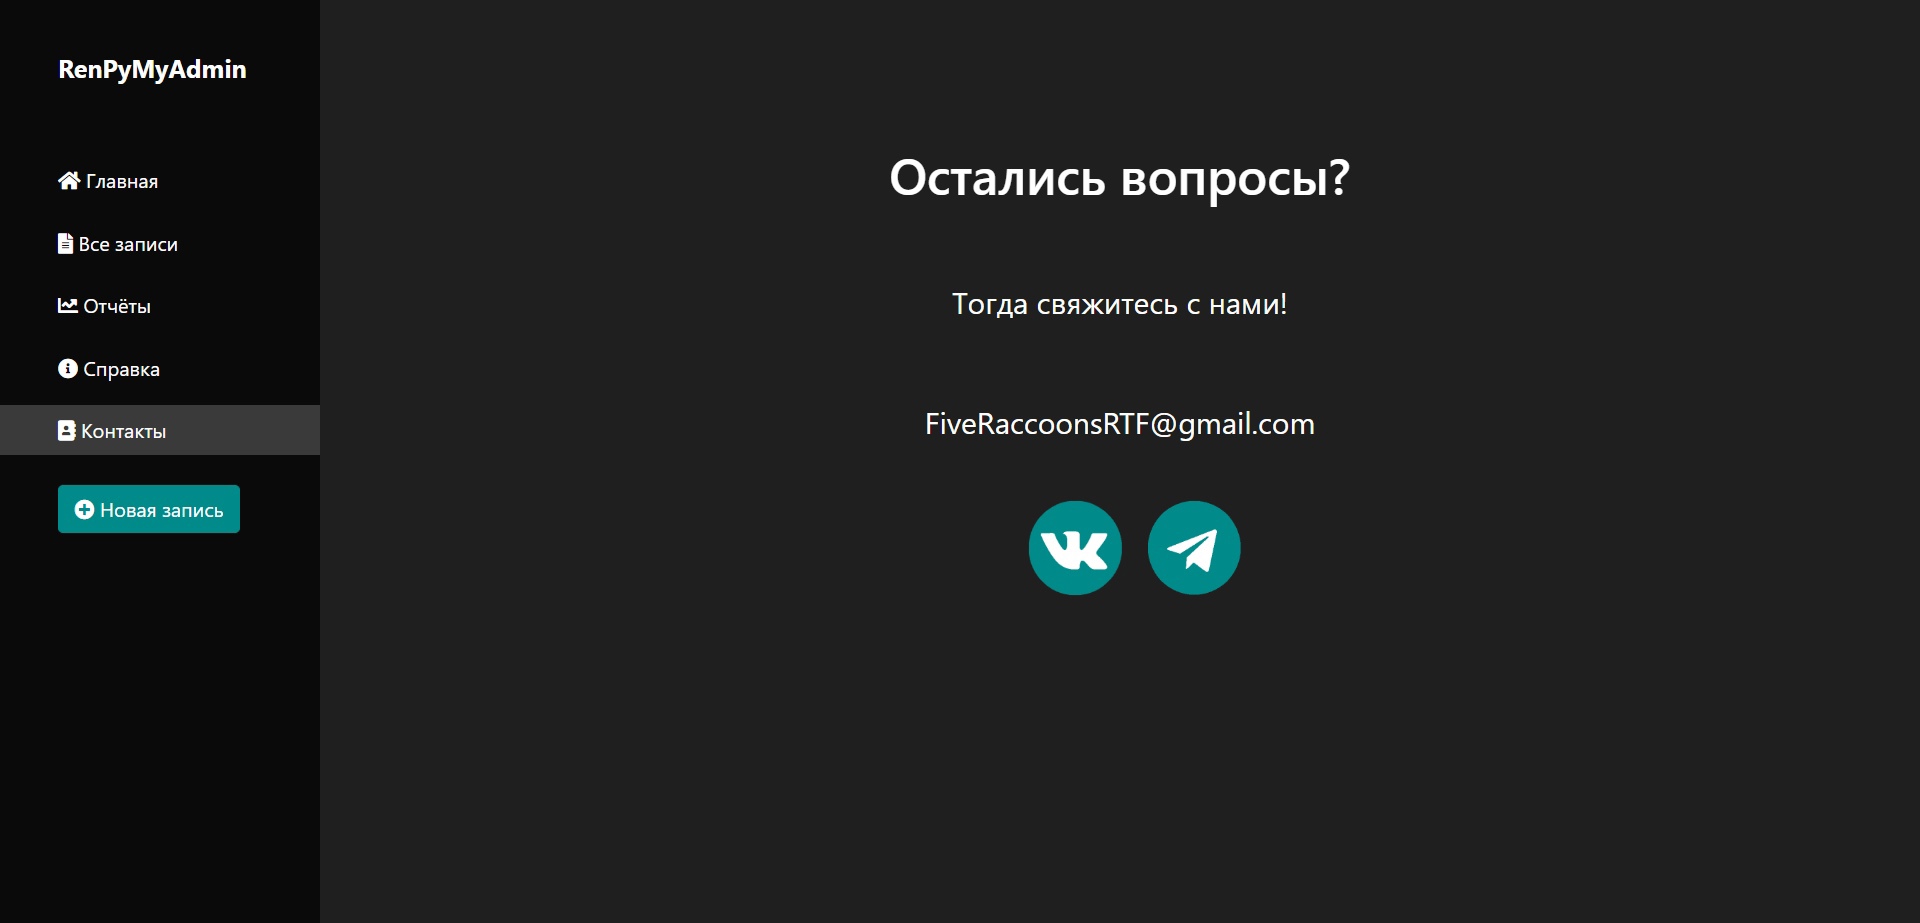 RenPyMyAdmin
Главная
Все записи
Отчёты
Справка
Контакты
Новая запись
Остались вопросы?
Тогда свяжитесь с нами!
FiveRaccoonsRTF@gmail.com